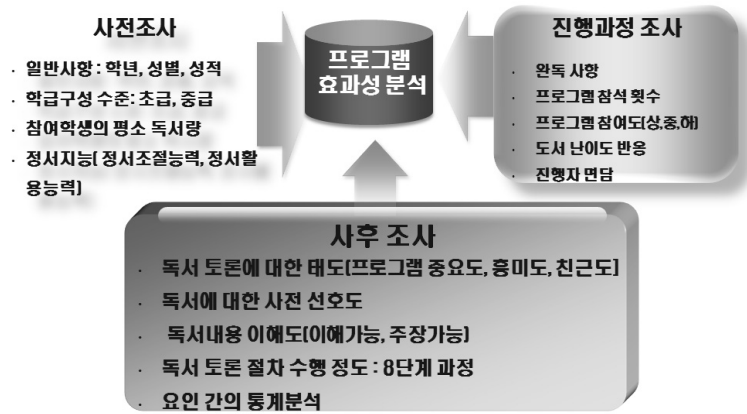 사전조사
· 일반사항 : 학년, 성별, 성적
· 학급구성 수준: 초급, 중급
· 참여학생의 평소 독서량
· 정서지능( 정서조절능력, 정서활
용능력)
프로그램
효과성 분석
진행과정 조사
· 완독 사항
· 프로그램 참석 횟수
· 프로그램 참여도(상,중,하)
· 도서 난이도 반응
· 진행자 면담
사후 조사
· 독서 토론에 대한 태도(프로그램 중요도, 흥미도, 친근도)
· 독서에 대한 사전 선호도
· 독서내용 이해도(이해가능, 주장가능)
· 독서 토론 절차 수행 정도 : 8단계 과정
· 요인 간의 통계분석